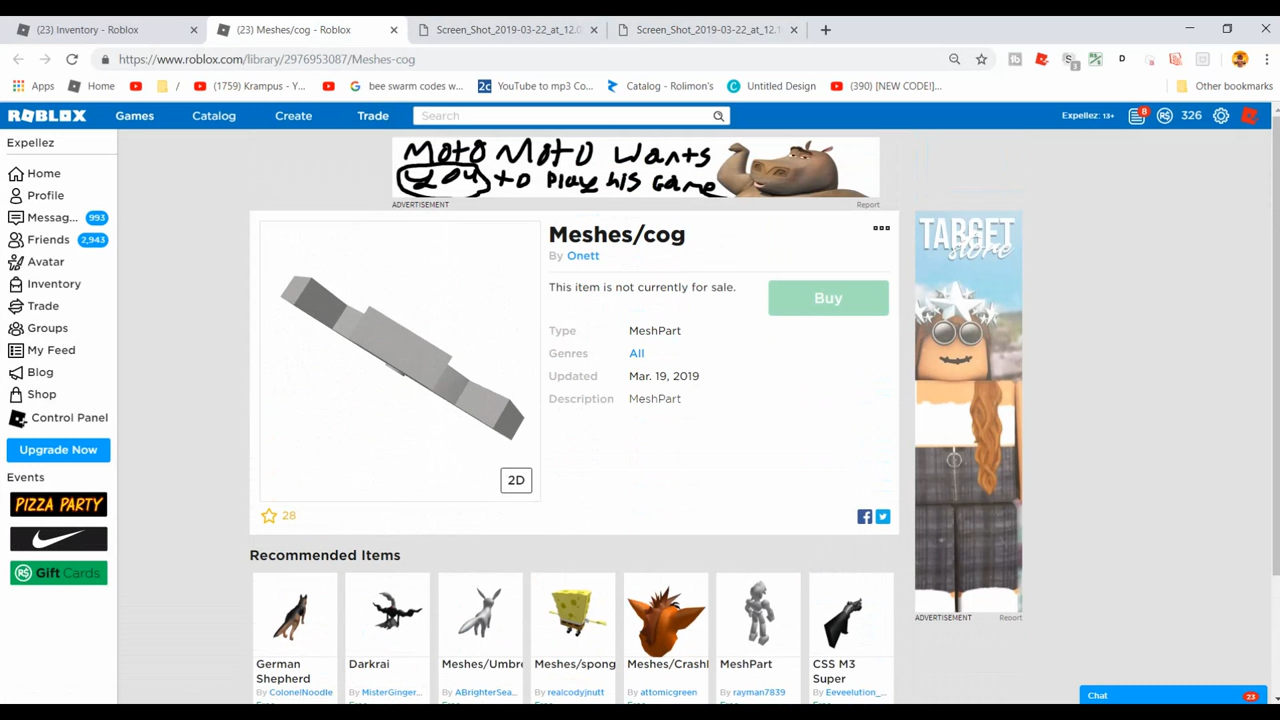 (23) Inventory - Roblox
(23) Meshes/cog - Roblox
Screen_Shot_2019-03-22_at_12.0
Screen_Shot_2019-03-22_at_12.1
https://www.roblox.com/library/2976953087/Meshes-cog
Apps
Home
/
(1759) Krampus - Y...
bee swarm codes w...
YouTube to mp3 Co...
Catalog - Rolimon's
Untitled Design
(390) [NEW CODE!]...
Other bookmarks
ROBLOX
Games
Catalog
Create
Trade
Search
Expellez: 13+
8
326
Expellez
Home
Profile
Messag... 993
Friends 2,943
Avatar
Inventory
Trade
Groups
My Feed
Blog
Shop
Control Panel
Upgrade Now
Events
PIZZA PARTY
Gift Cards
Moto Moto Wants
You to Play his Game
ADVERTISEMENT
Report
Meshes/cog
By Onett
This item is not currently for sale.
Buy
Type MeshPart
Genres All
Updated Mar. 19, 2019
Description MeshPart
2D
28
TARGET
store
ADVERTISEMENT
Report
Recommended Items
German
Shepherd
By ColonelNoodle
Darkrai
By MisterGinger...
Meshes/Umbre
By ABrighterSea...
Meshes/spong
By realcodyjnutt
Meshes/Crashl
By attomicgreen
MeshPart
By rayman7839
CSS M3
Super
By Eeveelution_...
Chat
23